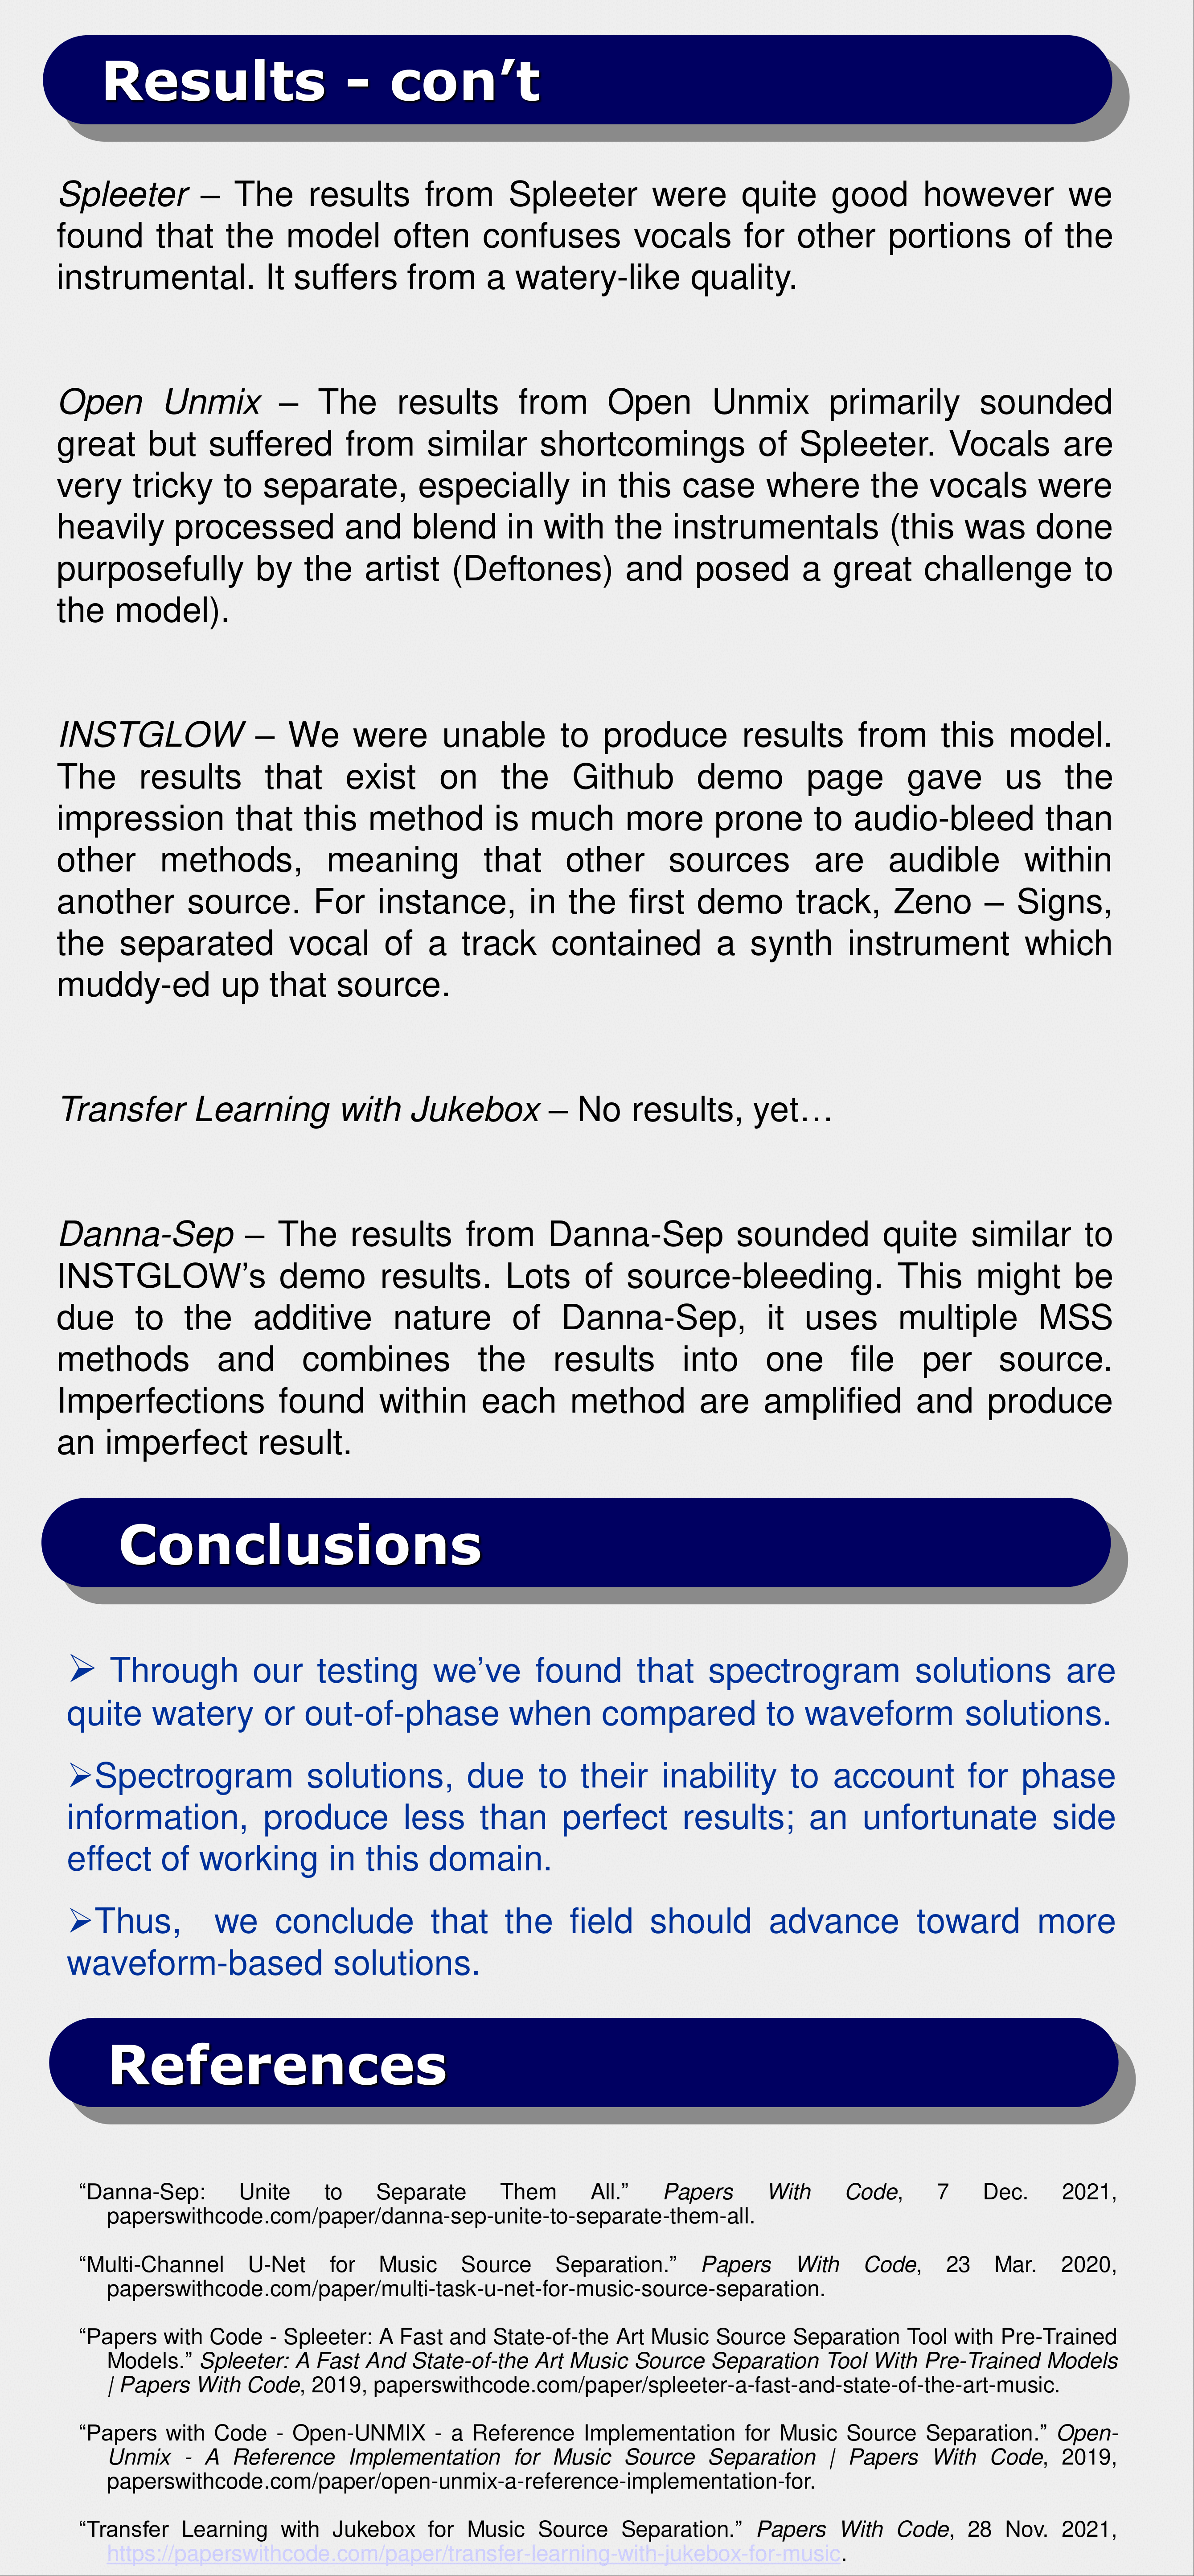 Results - con’t
Spleeter – The results from Spleeter were quite good however we
found that the model often confuses vocals for other portions of the
instrumental. It suffers from a watery-like quality.
Open Unmix – The results from Open Unmix primarily sounded
great but suffered from similar shortcomings of Spleeter. Vocals are
very tricky to separate, especially in this case where the vocals were
heavily processed and blend in with the instrumentals (this was done
purposefully by the artist (Deftones) and posed a great challenge to
the model).
INSTGLOW – We were unable to produce results from this model.
The results that exist on the Github demo page gave us the
impression that this method is much more prone to audio-bleed than
other methods, meaning that other sources are audible within
another source. For instance, in the first demo track, Zeno – Signs,
the separated vocal of a track contained a synth instrument which
muddy-ed up that source.
Transfer Learning with Jukebox – No results, yet…
Danna-Sep – The results from Danna-Sep sounded quite similar to
INSTGLOW’s demo results. Lots of source-bleeding. This might be
due to the additive nature of Danna-Sep, it uses multiple MSS
methods and combines the results into one file per source.
Imperfections found within each method are amplified and produce
an imperfect result.
Conclusions
➢ Through our testing we’ve found that spectrogram solutions are
quite watery or out-of-phase when compared to waveform solutions.
➢Spectrogram solutions, due to their inability to account for phase
information, produce less than perfect results; an unfortunate side
effect of working in this domain.
➢Thus, we conclude that the field should advance toward more
waveform-based solutions.
References
“Danna-Sep: Unite to Separate Them All.” Papers With Code, 7 Dec. 2021,
paperswithcode.com/paper/danna-sep-unite-to-separate-them-all.
“Multi-Channel U-Net for Music Source Separation.” Papers With Code, 23 Mar. 2020,
paperswithcode.com/paper/multi-task-u-net-for-music-source-separation.
“Papers with Code - Spleeter: A Fast and State-of-the Art Music Source Separation Tool with Pre-Trained
Models.” Spleeter: A Fast And State-of-the Art Music Source Separation Tool With Pre-Trained Models
| Papers With Code, 2019, paperswithcode.com/paper/spleeter-a-fast-and-state-of-the-art-music.
“Papers with Code - Open-UNMIX - a Reference Implementation for Music Source Separation.” Open-
Unmix - A Reference Implementation for Music Source Separation | Papers With Code, 2019,
paperswithcode.com/paper/open-unmix-a-reference-implementation-for.
“Transfer Learning with Jukebox for Music Source Separation.” Papers With Code, 28 Nov. 2021,
https://paperswithcode.com/paper/transfer-learning-with-jukebox-for-music.